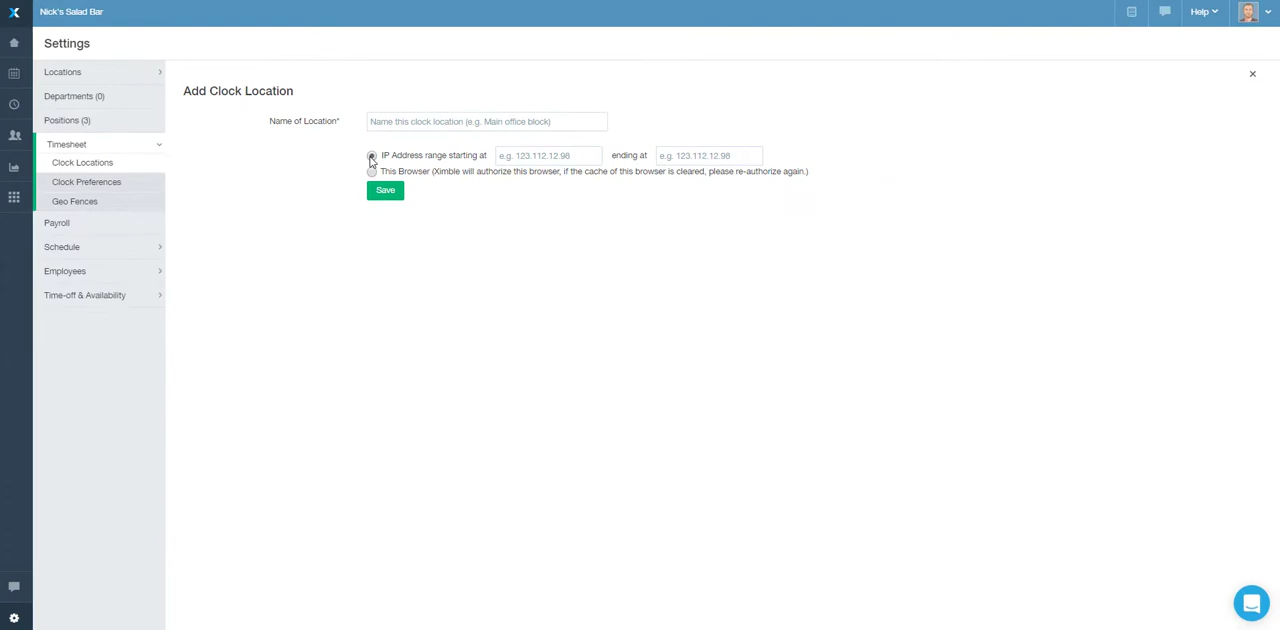 Nick's Salad Bar
Help
Settings
Locations
Departments (0)
Positions (3)
Timesheet
Clock Locations
Clock Preferences
Geo Fences
Payroll
Schedule
Employees
Time-off & Availability
Add Clock Location
Name of Location*
Name this clock location (e.g. Main office block)
IP Address range starting at e.g. 123.112.12.98 ending at e.g. 123.112.12.98
This Browser (Ximble will authorize this browser, if the cache of this browser is cleared, please re-authorize again.)
Save